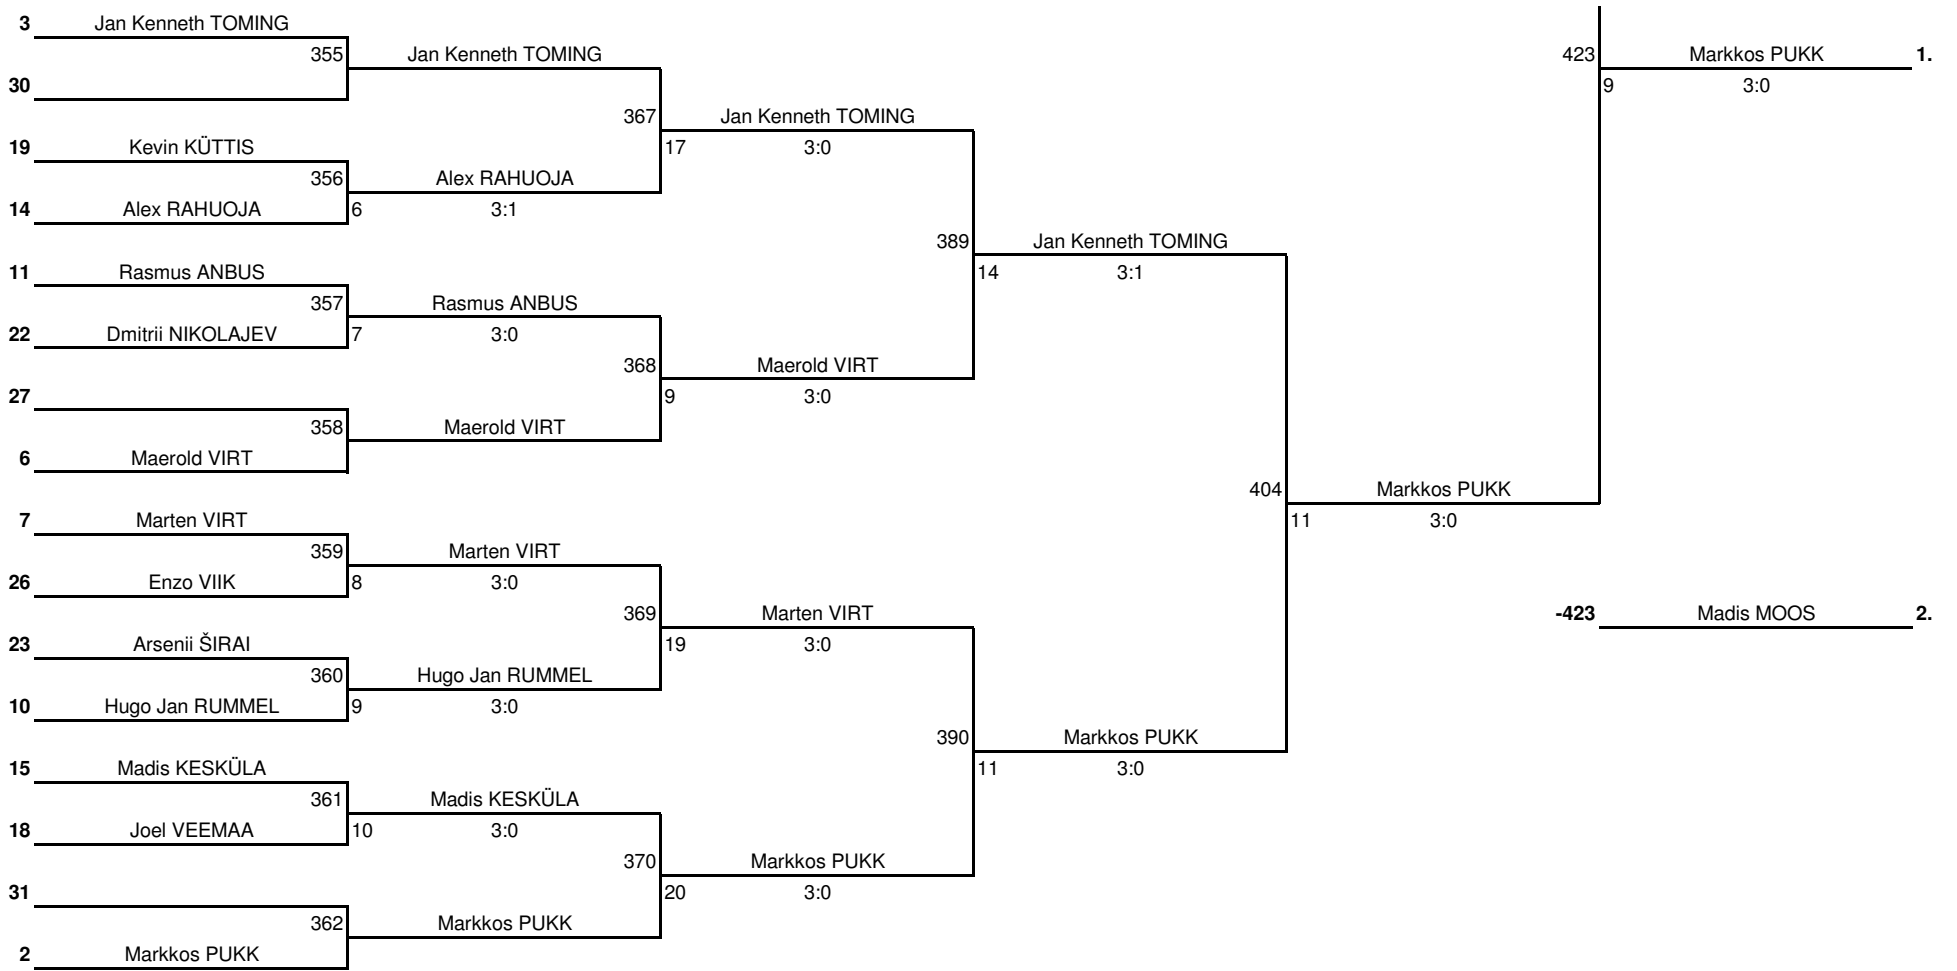 3 Jan Kenneth TOMING
355 Jan Kenneth TOMING 423 Markkos PUKK 1.
30 9 3:0
367 Jan Kenneth TOMING
19 Kevin KÜTTIS 17 3:0
356 Alex RAHUOJA
14 Alex RAHUOJA 6 3:1
389 Jan Kenneth TOMING
11 Rasmus ANBUS 14 3:1
357 Rasmus ANBUS
22 Dmitrii NIKOLAJEV 7 3:0
368 Maerold VIRT
27 9 3:0
358 Maerold VIRT
6 Maerold VIRT
404 Markkos PUKK
7 Marten VIRT 11 3:0
359 Marten VIRT
26 Enzo VIIK 8 3:0
369 Marten VIRT -423 Madis MOOS 2.
23 Arsenii ŠIRAI 19 3:0
360 Hugo Jan RUMMEL
10 Hugo Jan RUMMEL 9 3:0
390 Markkos PUKK
15 Madis KESKÜLA 11 3:0
361 Madis KESKÜLA
18 Joel VEEMAA 10 3:0
370 Markkos PUKK
31 20 3:0
362 Markkos PUKK
2 Markkos PUKK